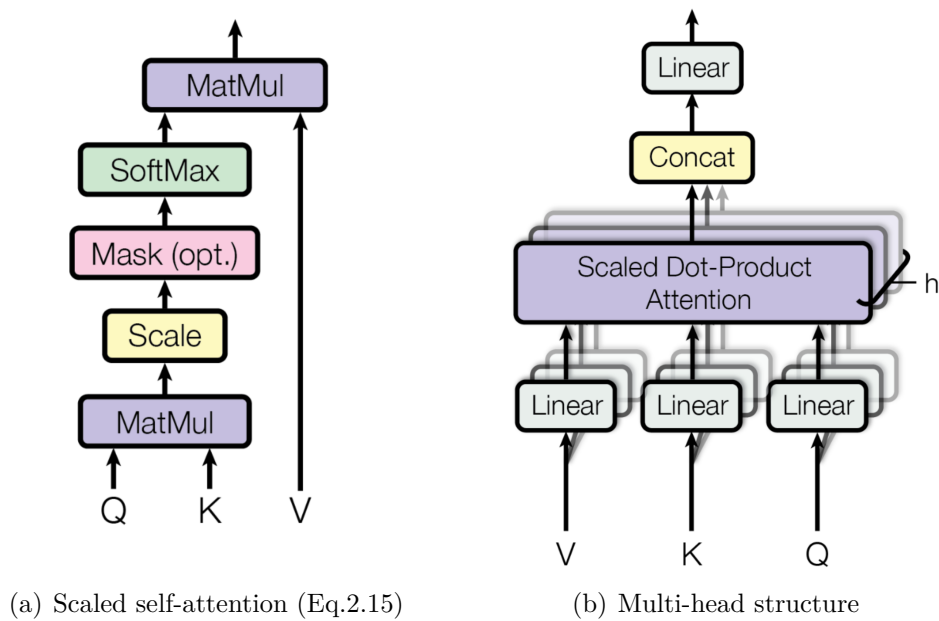 MatMul
SoftMax
Mask (opt.)
Scale
MatMul
Q K V
(a) Scaled self-attention (Eq.2.15)
Linear
Concat
Scaled Dot-Product
Attention
h
Linear Linear Linear
V K Q
(b) Multi-head structure